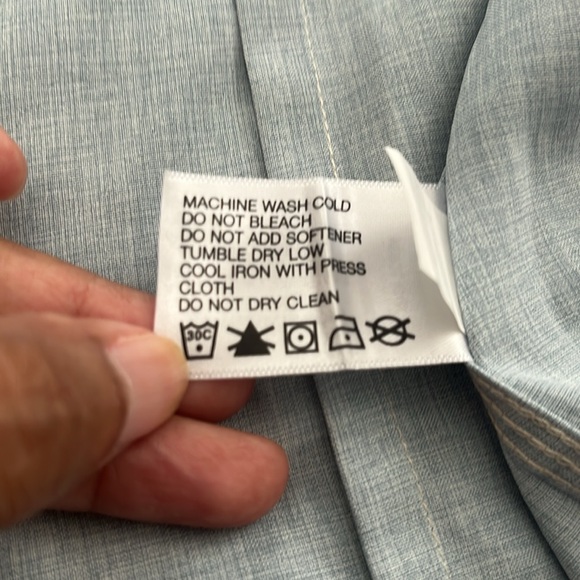 MACHINE WASH COLD
DO NOT BLEACH
DO NOT ADD SOFTENER
TUMBLE DRY LOW
COOL IRON WITH PRESS
CLOTH
DO NOT DRY CLEAN
30C